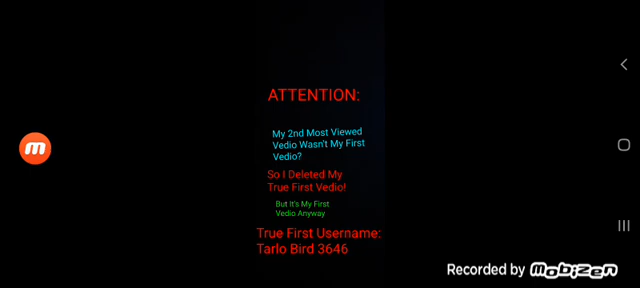 ATTENTION:
My 2nd Most Viewed
Vedio Wasn't My First
Vedio?
So I Deleted My
True First Vedio!
But It's My First
Vedio Anyway
True First Username:
Tarlo Bird 3646
Recorded by mobizen